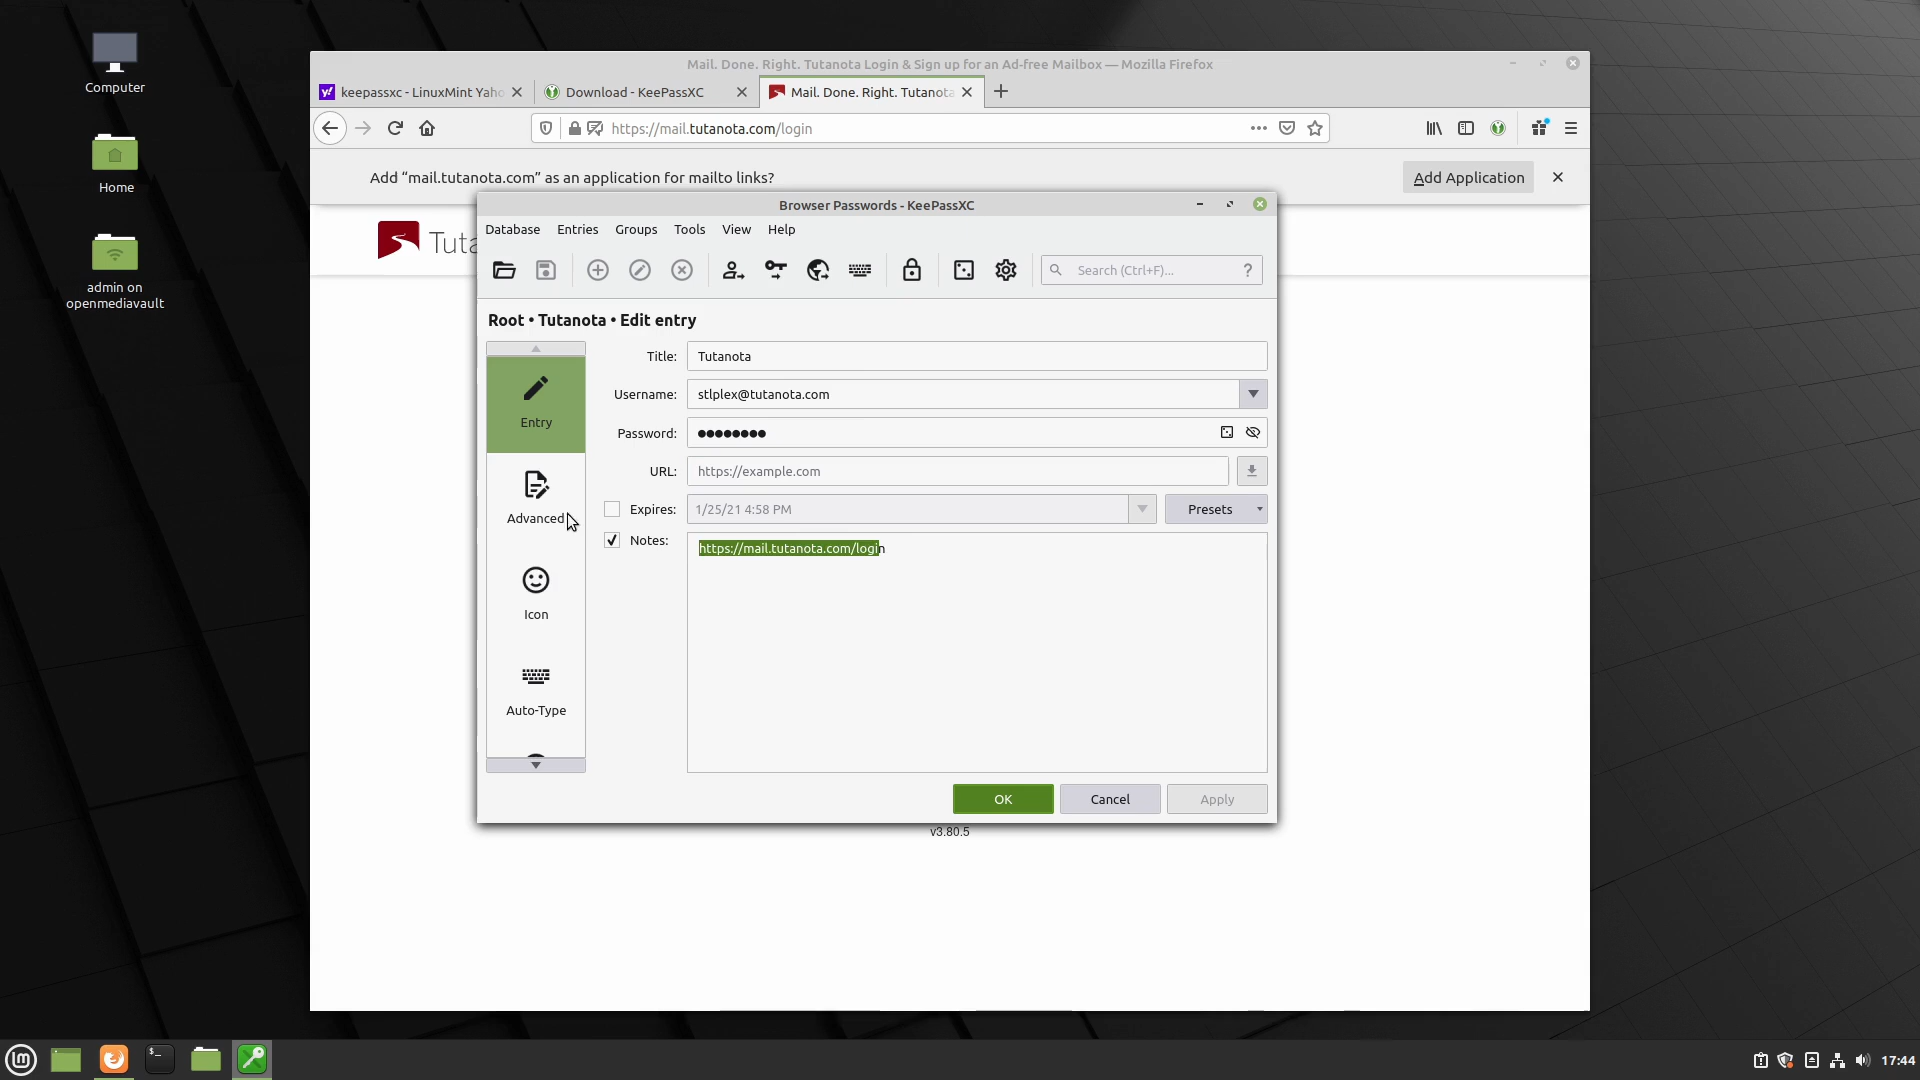 Computer
Home
admin on
openmediavault
Mail. Done. Right. Tutanota Login & Sign up for an Ad-free Mailbox — Mozilla Firefox
keepassxc - LinuxMint Yaho
Download - KeePassXC
Mail. Done. Right. Tutanota
https://mail.tutanota.com/login
Add “mail.tutanota.com” as an application for mailto links?
Add Application
Tuta
Browser Passwords - KeePassXC
Database Entries Groups Tools View Help
Search (Ctrl+F)... ?
Root • Tutanota • Edit entry
Entry
Advanced
Icon
Auto-Type
Title: Tutanota
Username: stlplex@tutanota.com
Password: ●●●●●●●●
URL: https://example.com
Expires: 1/25/21 4:58 PM Presets
Notes: https://mail.tutanota.com/login
OK Cancel Apply
v3.80.5
lm
$_
17:44